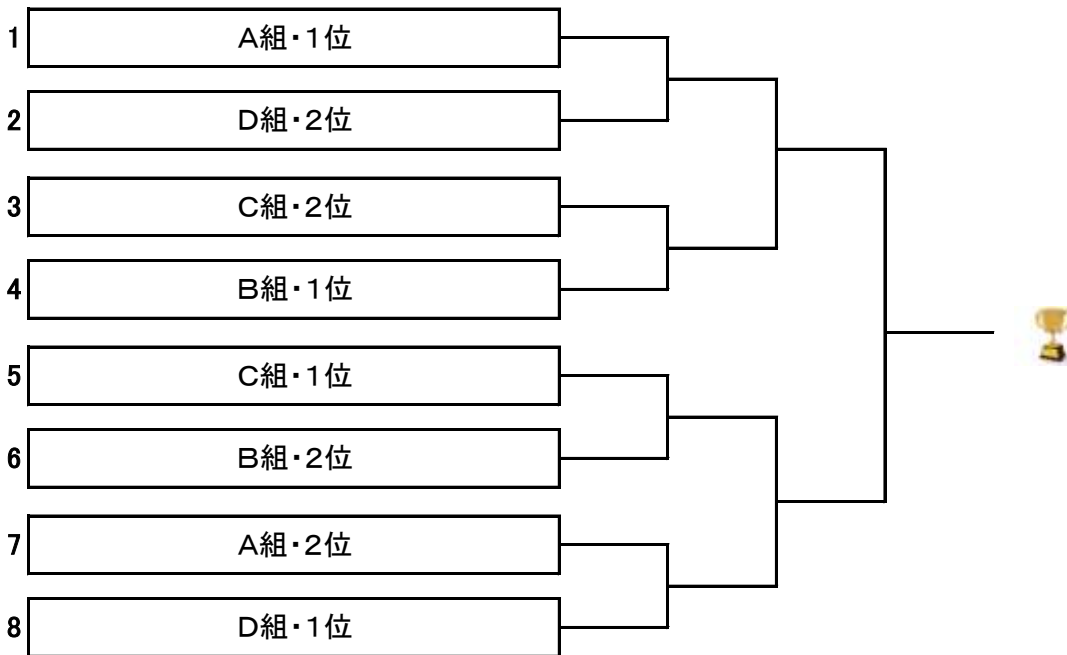 1 A組・1位
2 D組・2位
3 C組・2位
4 B組・1位
5 C組・1位
6 B組・2位
7 A組・2位
8 D組・1位